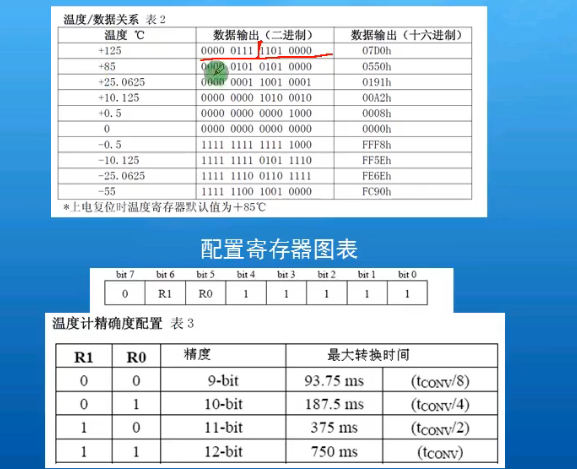 温度/数据关系 表2
温度 ℃ 数据输出（二进制） 数据输出（十六进制）
+125 0000 0111 1101 0000 07D0h
+85 0000 0101 0101 0000 0550h
+25.0625 0000 0001 1001 0001 0191h
+10.125 0000 0000 1010 0010 00A2h
+0.5 0000 0000 0000 1000 0008h
0 0000 0000 0000 0000 0000h
-0.5 1111 1111 1111 1000 FFF8h
-10.125 1111 1111 0101 1110 FF5Eh
-25.0625 1111 1110 0110 1111 FE6Eh
-55 1111 1100 1001 0000 FC90h
*上电复位时温度寄存器默认值为+85℃
配置寄存器图表
bit 7 bit 6 bit 5 bit 4 bit 3 bit 2 bit 1 bit 0
0 R1 R0 1 1 1 1 1
温度计精确度配置 表3
R1 R0 精度 最大转换时间
0 0 9-bit 93.75 ms (tCONV/8)
0 1 10-bit 187.5 ms (tCONV/4)
1 0 11-bit 375 ms (tCONV/2)
1 1 12-bit 750 ms (tCONV)